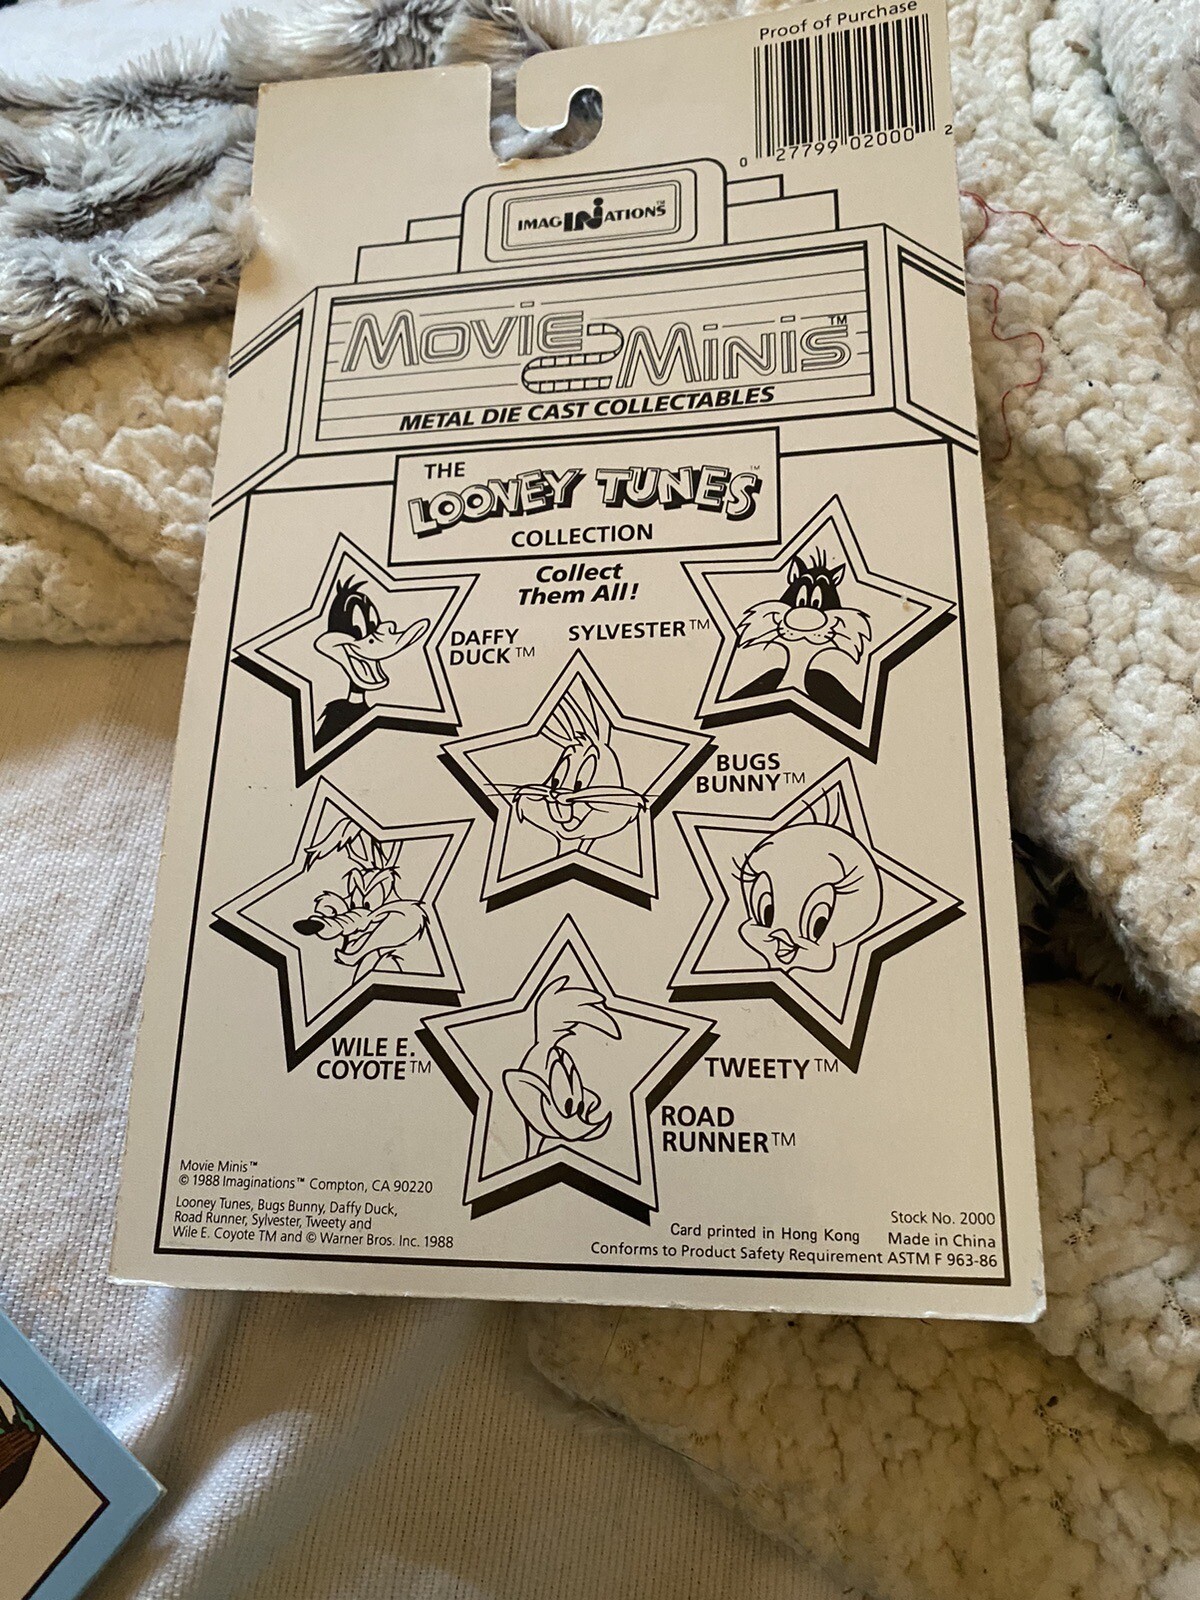 Proof of Purchase
0 27799 02000 2
IMAGINATIONS™
MOVIE MINIS™
METAL DIE CAST COLLECTABLES
THE
LOONEY TUNES™
COLLECTION
Collect
Them All!
DAFFY
DUCK™
SYLVESTER™
BUGS
BUNNY™
WILE E.
COYOTE™
TWEETY™
ROAD
RUNNER™
Movie Minis™
© 1988 Imaginations™ Compton, CA 90220
Looney Tunes, Bugs Bunny, Daffy Duck,
Road Runner, Sylvester, Tweety and
Wile E. Coyote TM and © Warner Bros. Inc. 1988
Stock No. 2000
Card printed in Hong Kong Made in China
Conforms to Product Safety Requirement ASTM F 963-86